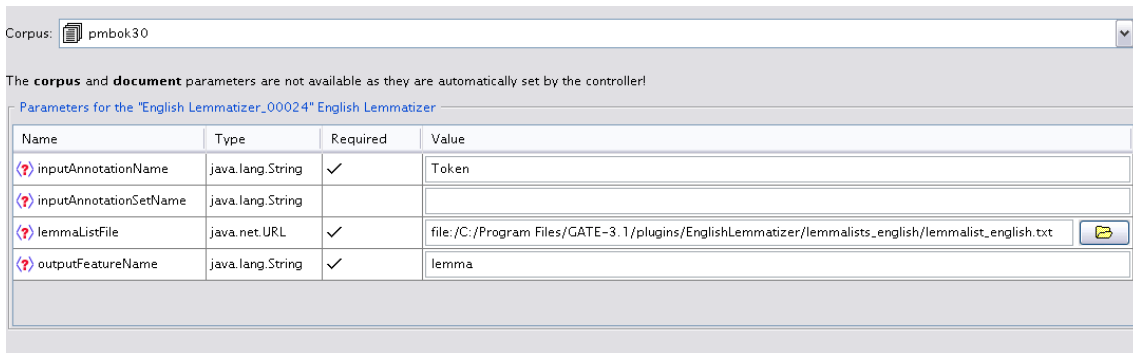 Corpus: pmbok30
The corpus and document parameters are not available as they are automatically set by the controller!
Parameters for the "English Lemmatizer_00024" English Lemmatizer
Name Type Required Value
<?> inputAnnotationName java.lang.String ✓ Token
<?> inputAnnotationSetName java.lang.String
<?> lemmaListFile java.net.URL ✓ file:/C:/Program Files/GATE-3.1/plugins/EnglishLemmatizer/lemmalists_english/lemmalist_english.txt
<?> outputFeatureName java.lang.String ✓ lemma